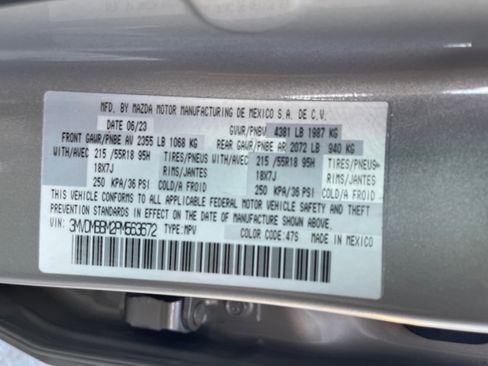 MFD. BY MAZDA MOTOR MANUFACTURING DE MEXICO S.A. DE C.V.
DATE 06/23 GVWR/PNBV 4381 LB 1987 KG
FRONT GAWR/PNBE AV 2355 LB 1068 KG REAR GAWR/PNBE AR 2072 LB 940 KG
WITH/AVEC 215/55R18 95H TIRES/PNEUS WITH/AVEC 215/55R18 95H TIRES/PNEUS
18X7J RIMS/JANTES 18X7J RIMS/JANTES
250 KPA/36 PSI COLD/A FROID 250 KPA/36 PSI COLD/A FROID
THIS VEHICLE CONFORMS TO ALL APPLICABLE FEDERAL MOTOR VEHICLE SAFETY AND THEFT
PREVENTION STANDARDS IN EFFECT ON THE DATE OF MANUFACTURE SHOWN ABOVE.
VIN: 3MVDMBBM2PM563672 TYPE:MPV COLOR CODE:47S MADE IN MEXICO